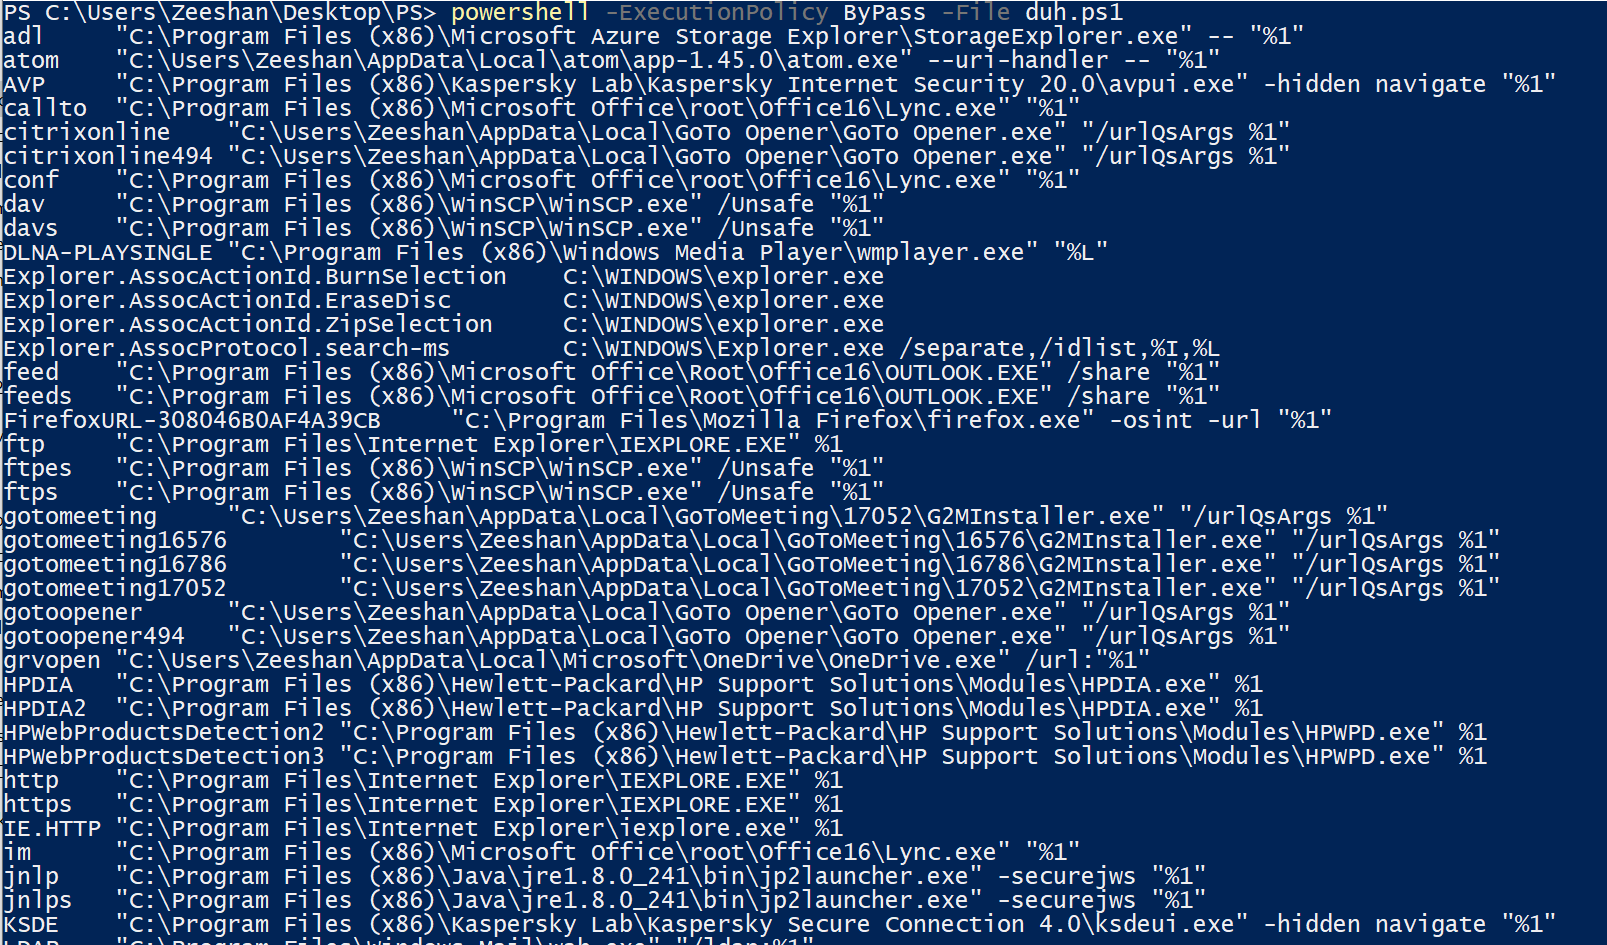 PS C:\Users\Zeeshan\Desktop\PS> powershell -ExecutionPolicy ByPass -File duh.ps1
adl     "C:\Program Files (x86)\Microsoft Azure Storage Explorer\StorageExplorer.exe" -- "%1"
atom    "C:\Users\Zeeshan\AppData\Local\atom\app-1.45.0\atom.exe" --uri-handler -- "%1"
AVP     "C:\Program Files (x86)\Kaspersky Lab\Kaspersky Internet Security 20.0\avpui.exe" -hidden navigate "%1"
callto  "C:\Program Files (x86)\Microsoft Office\root\Office16\Lync.exe" "%1"
citrixonline    "C:\Users\Zeeshan\AppData\Local\GoTo Opener\GoTo Opener.exe" "/urlQsArgs %1"
citrixonline494 "C:\Users\Zeeshan\AppData\Local\GoTo Opener\GoTo Opener.exe" "/urlQsArgs %1"
conf    "C:\Program Files (x86)\Microsoft Office\root\Office16\Lync.exe" "%1"
dav     "C:\Program Files (x86)\WinSCP\WinSCP.exe" /Unsafe "%1"
davs    "C:\Program Files (x86)\WinSCP\WinSCP.exe" /Unsafe "%1"
DLNA-PLAYSINGLE "C:\Program Files (x86)\Windows Media Player\wmplayer.exe" "%L"
Explorer.AssocActionId.BurnSelection    C:\WINDOWS\explorer.exe
Explorer.AssocActionId.EraseDisc        C:\WINDOWS\explorer.exe
Explorer.AssocActionId.ZipSelection     C:\WINDOWS\explorer.exe
Explorer.AssocProtocol.search-ms        C:\WINDOWS\Explorer.exe /separate,/idlist,%I,%L
feed    "C:\Program Files (x86)\Microsoft Office\Root\Office16\OUTLOOK.EXE" /share "%1"
feeds   "C:\Program Files (x86)\Microsoft Office\Root\Office16\OUTLOOK.EXE" /share "%1"
FirefoxURL-308046B0AF4A39CB     "C:\Program Files\Mozilla Firefox\firefox.exe" -osint -url "%1"
ftp     "C:\Program Files\Internet Explorer\IEXPLORE.EXE" %1
ftpes   "C:\Program Files (x86)\WinSCP\WinSCP.exe" /Unsafe "%1"
ftps    "C:\Program Files (x86)\WinSCP\WinSCP.exe" /Unsafe "%1"
gotomeeting     "C:\Users\Zeeshan\AppData\Local\GoToMeeting\17052\G2MInstaller.exe" "/urlQsArgs %1"
gotomeeting16576        "C:\Users\Zeeshan\AppData\Local\GoToMeeting\16576\G2MInstaller.exe" "/urlQsArgs %1"
gotomeeting16786        "C:\Users\Zeeshan\AppData\Local\GoToMeeting\16786\G2MInstaller.exe" "/urlQsArgs %1"
gotomeeting17052        "C:\Users\Zeeshan\AppData\Local\GoToMeeting\17052\G2MInstaller.exe" "/urlQsArgs %1"
gotoopener      "C:\Users\Zeeshan\AppData\Local\GoTo Opener\GoTo Opener.exe" "/urlQsArgs %1"
gotoopener494   "C:\Users\Zeeshan\AppData\Local\GoTo Opener\GoTo Opener.exe" "/urlQsArgs %1"
grvopen "C:\Users\Zeeshan\AppData\Local\Microsoft\OneDrive\OneDrive.exe" /url:"%1"
HPDIA   "C:\Program Files (x86)\Hewlett-Packard\HP Support Solutions\Modules\HPDIA.exe" %1
HPDIA2  "C:\Program Files (x86)\Hewlett-Packard\HP Support Solutions\Modules\HPDIA.exe" %1
HPWebProductsDetection2 "C:\Program Files (x86)\Hewlett-Packard\HP Support Solutions\Modules\HPWPD.exe" %1
HPWebProductsDetection3 "C:\Program Files (x86)\Hewlett-Packard\HP Support Solutions\Modules\HPWPD.exe" %1
http    "C:\Program Files\Internet Explorer\IEXPLORE.EXE" %1
https   "C:\Program Files\Internet Explorer\IEXPLORE.EXE" %1
IE.HTTP "C:\Program Files\Internet Explorer\iexplore.exe" %1
im      "C:\Program Files (x86)\Microsoft Office\root\Office16\Lync.exe" "%1"
jnlp    "C:\Program Files (x86)\Java\jre1.8.0_241\bin\jp2launcher.exe" -securejws "%1"
jnlps   "C:\Program Files (x86)\Java\jre1.8.0_241\bin\jp2launcher.exe" -securejws "%1"
KSDE    "C:\Program Files (x86)\Kaspersky Lab\Kaspersky Secure Connection 4.0\ksdeui.exe" -hidden navigate "%1"
LDAP    "C:\Program Files\Windows Mail\wab.exe" "/ldap:%1"